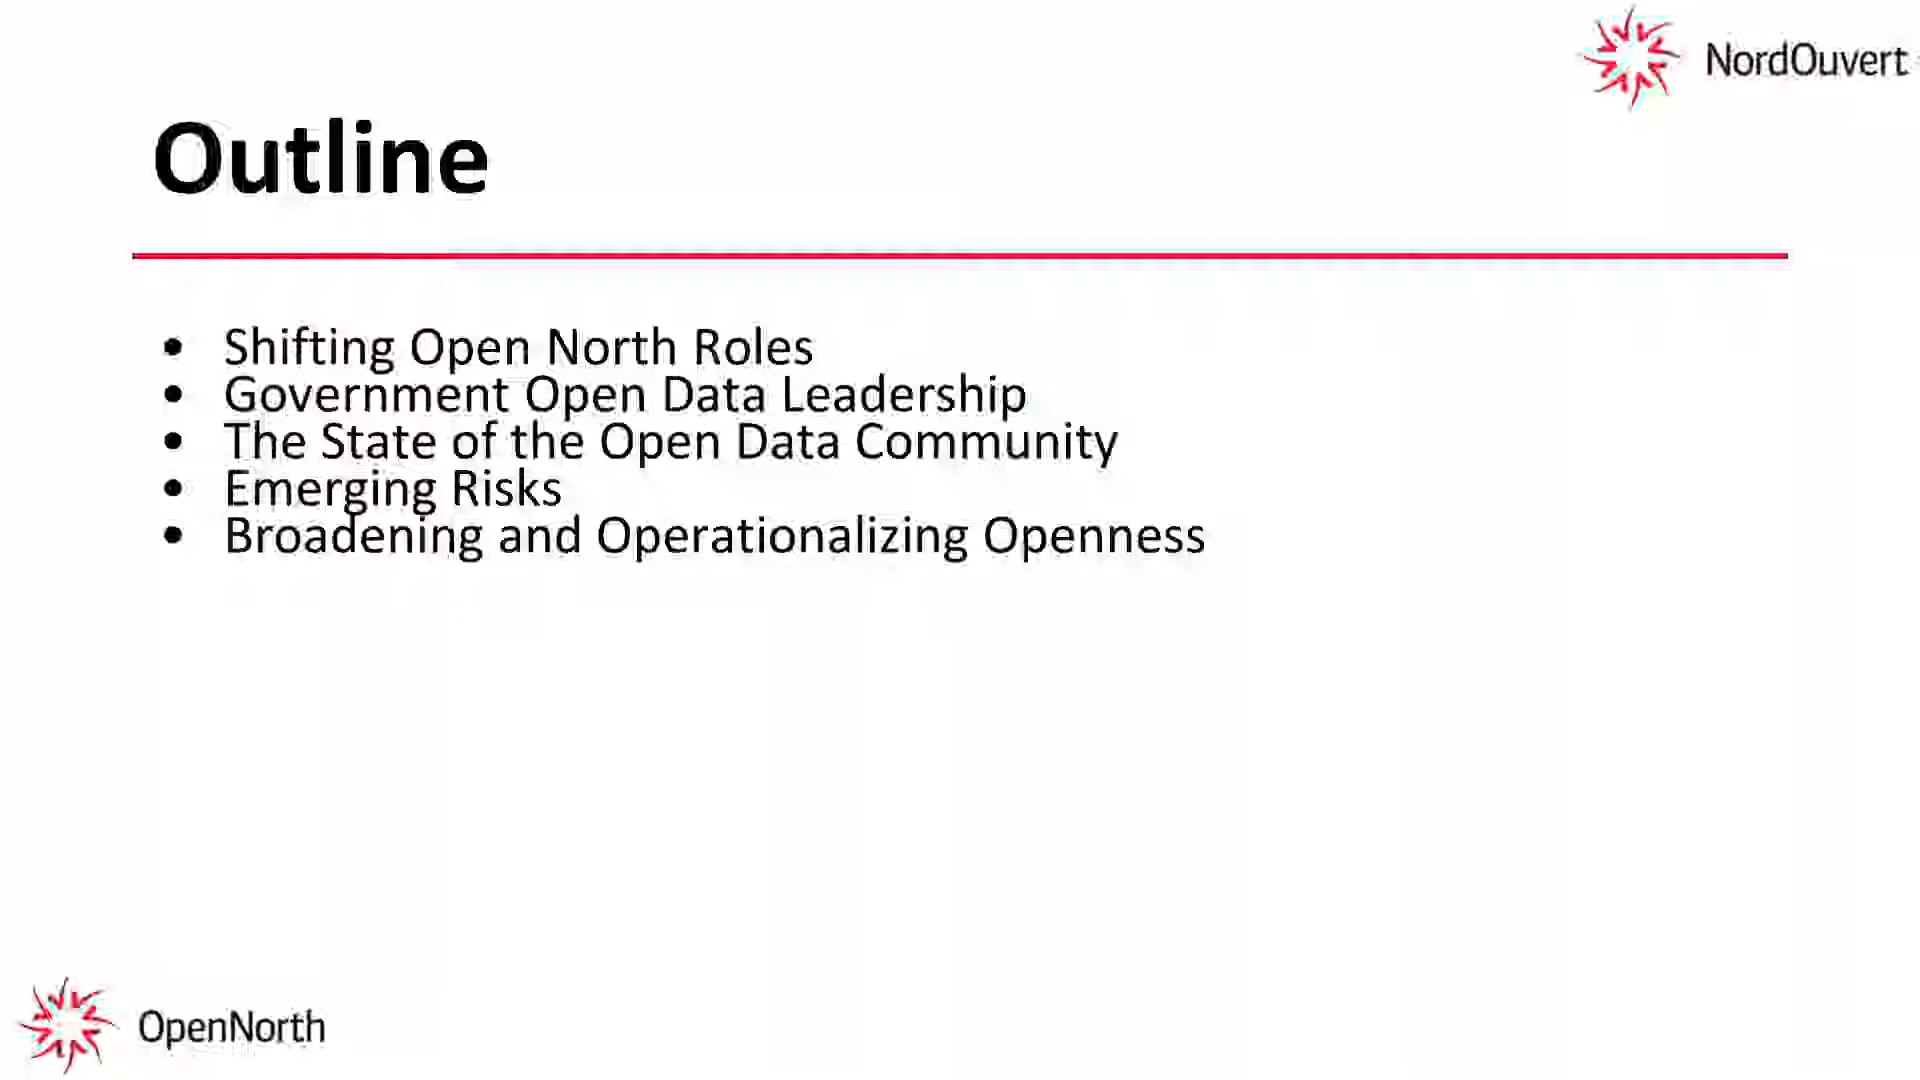 NordOuvert
Outline
• Shifting Open North Roles
• Government Open Data Leadership
• The State of the Open Data Community
• Emerging Risks
• Broadening and Operationalizing Openness
OpenNorth